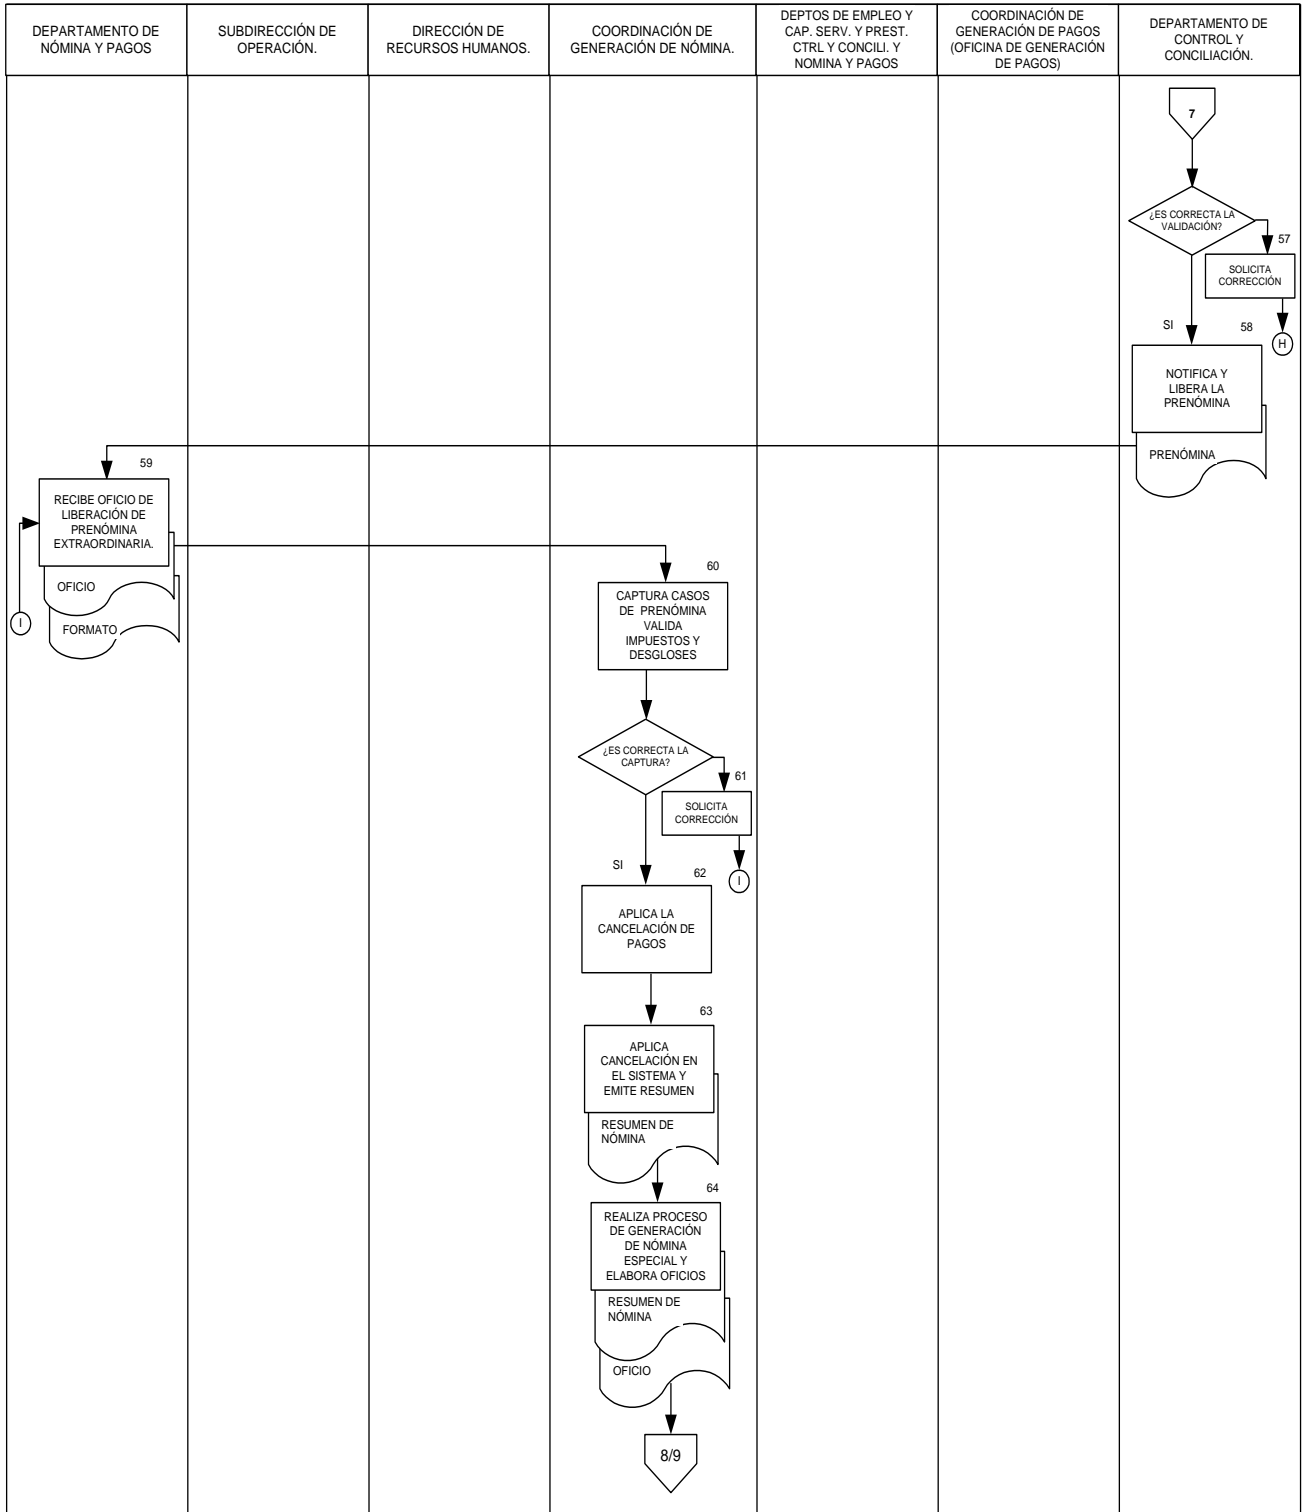 DEPARTAMENTO DE
NÓMINA Y PAGOS
SUBDIRECCIÓN DE
OPERACIÓN.
DIRECCIÓN DE
RECURSOS HUMANOS.
COORDINACIÓN DE
GENERACIÓN DE NÓMINA.
DEPTOS DE EMPLEO Y
CAP. SERV. Y PREST.
CTRL Y CONCILI. Y
NOMINA Y PAGOS
COORDINACIÓN DE
GENERACIÓN DE PAGOS
(OFICINA DE GENERACIÓN
DE PAGOS)
DEPARTAMENTO DE
CONTROL Y
CONCILIACIÓN.
7
¿ES CORRECTA LA
VALIDACIÓN?
57
SOLICITA
CORRECCIÓN
H
SI
58
NOTIFICA Y
LIBERA LA
PRENÓMINA
PRENÓMINA
59
RECIBE OFICIO DE
LIBERACIÓN DE
PRENÓMINA
EXTRAORDINARIA.
OFICIO
FORMATO
I
60
CAPTURA CASOS
DE PRENÓMINA
VALIDA
IMPUESTOS Y
DESGLOSES
¿ES CORRECTA LA
CAPTURA?
61
SOLICITA
CORRECCIÓN
I
SI
62
APLICA LA
CANCELACIÓN DE
PAGOS
63
APLICA
CANCELACIÓN EN
EL SISTEMA Y
EMITE RESUMEN
RESUMEN DE
NÓMINA
64
REALIZA PROCESO
DE GENERACIÓN
DE NÓMINA
ESPECIAL Y
ELABORA OFICIOS
RESUMEN DE
NÓMINA
OFICIO
8/9